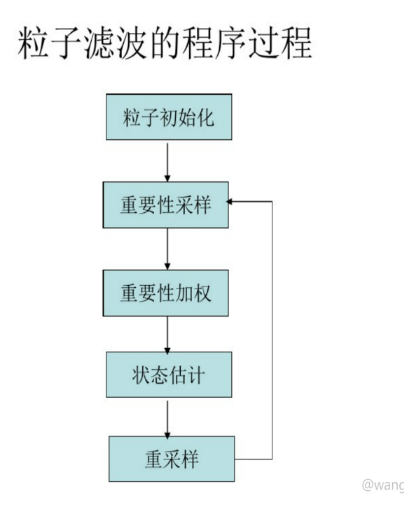 粒子滤波的程序过程
粒子初始化
重要性采样
重要性加权
状态估计
重采样
@wang